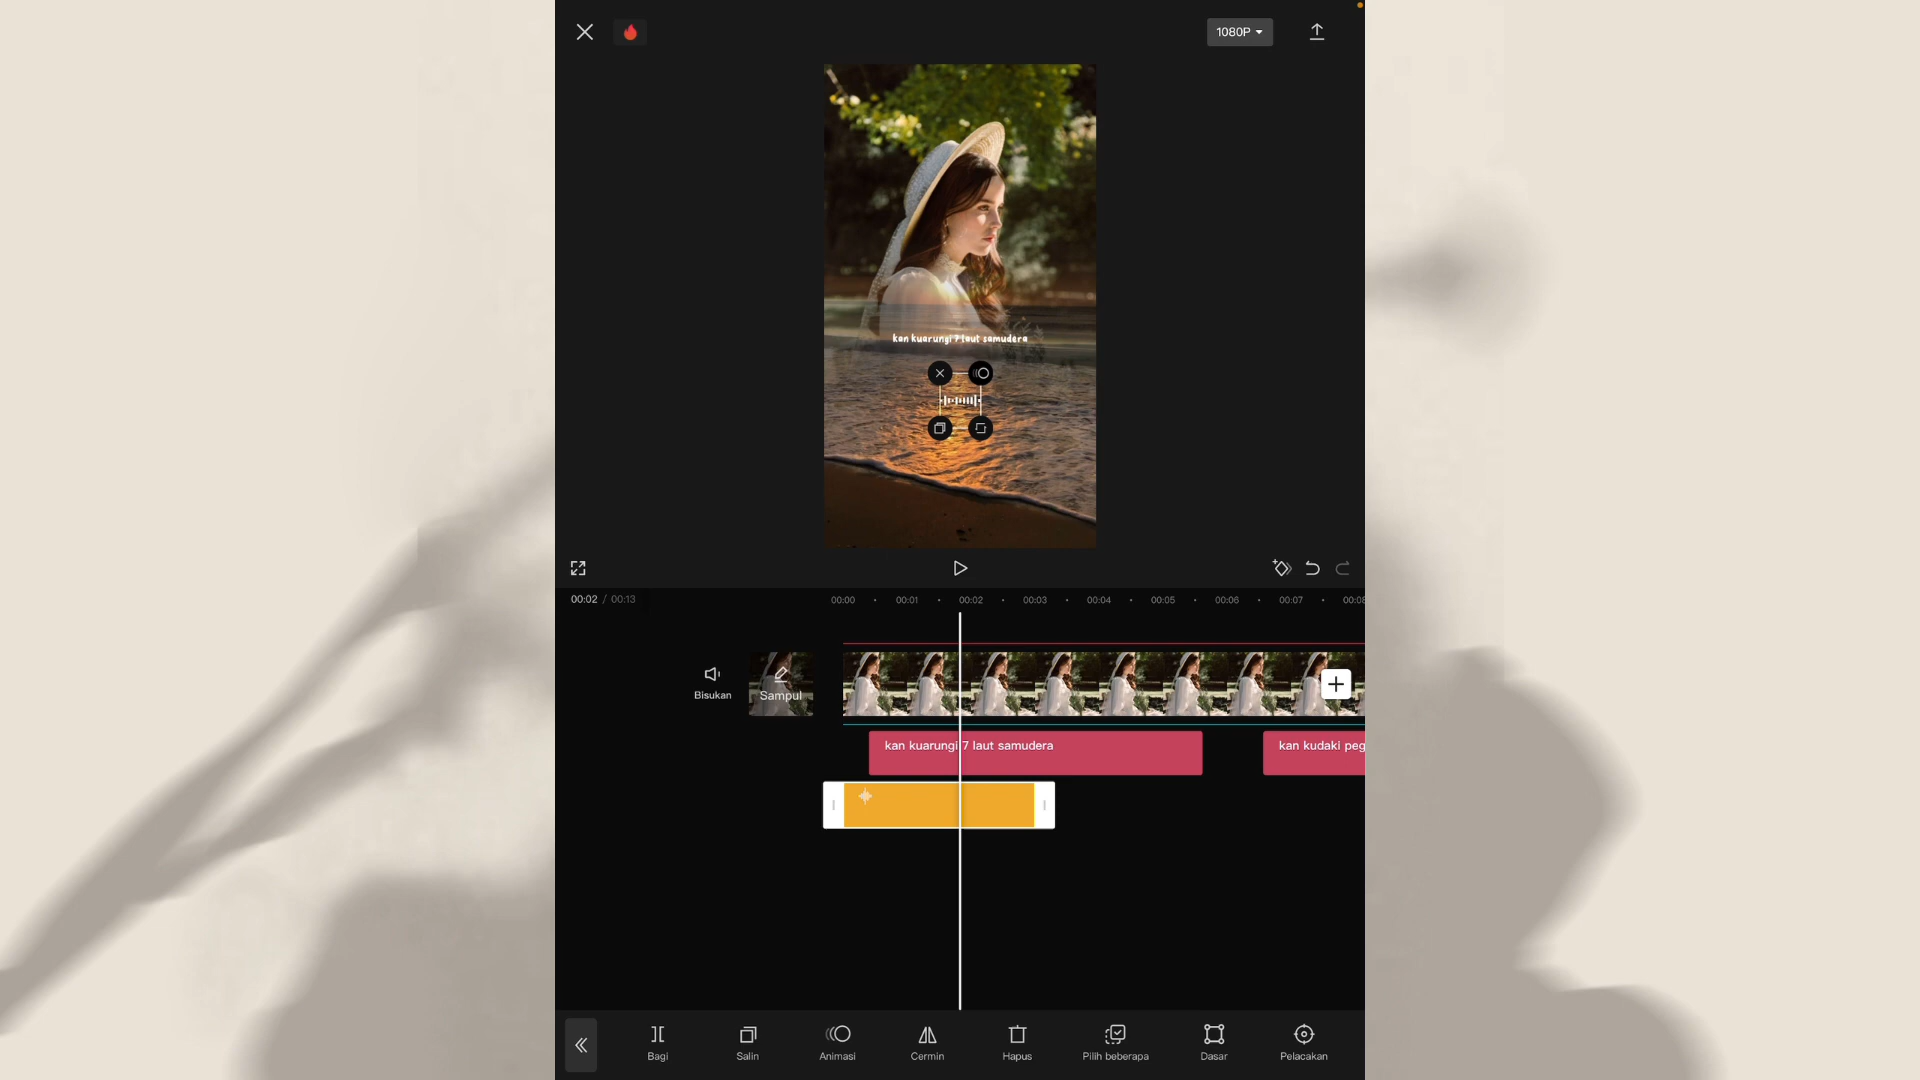 1080P
kan kuarungi 7 laut samudera
00:02 / 00:13
00:00 00:01 00:02 00:03 00:04 00:05 00:06 00:07 00:08
Bisukan
Sampul
kan kuarungi 7 laut samudera
kan kudaki peg
Bagi
Salin
Animasi
Cermin
Hapus
Pilih beberapa
Dasar
Pelacakan